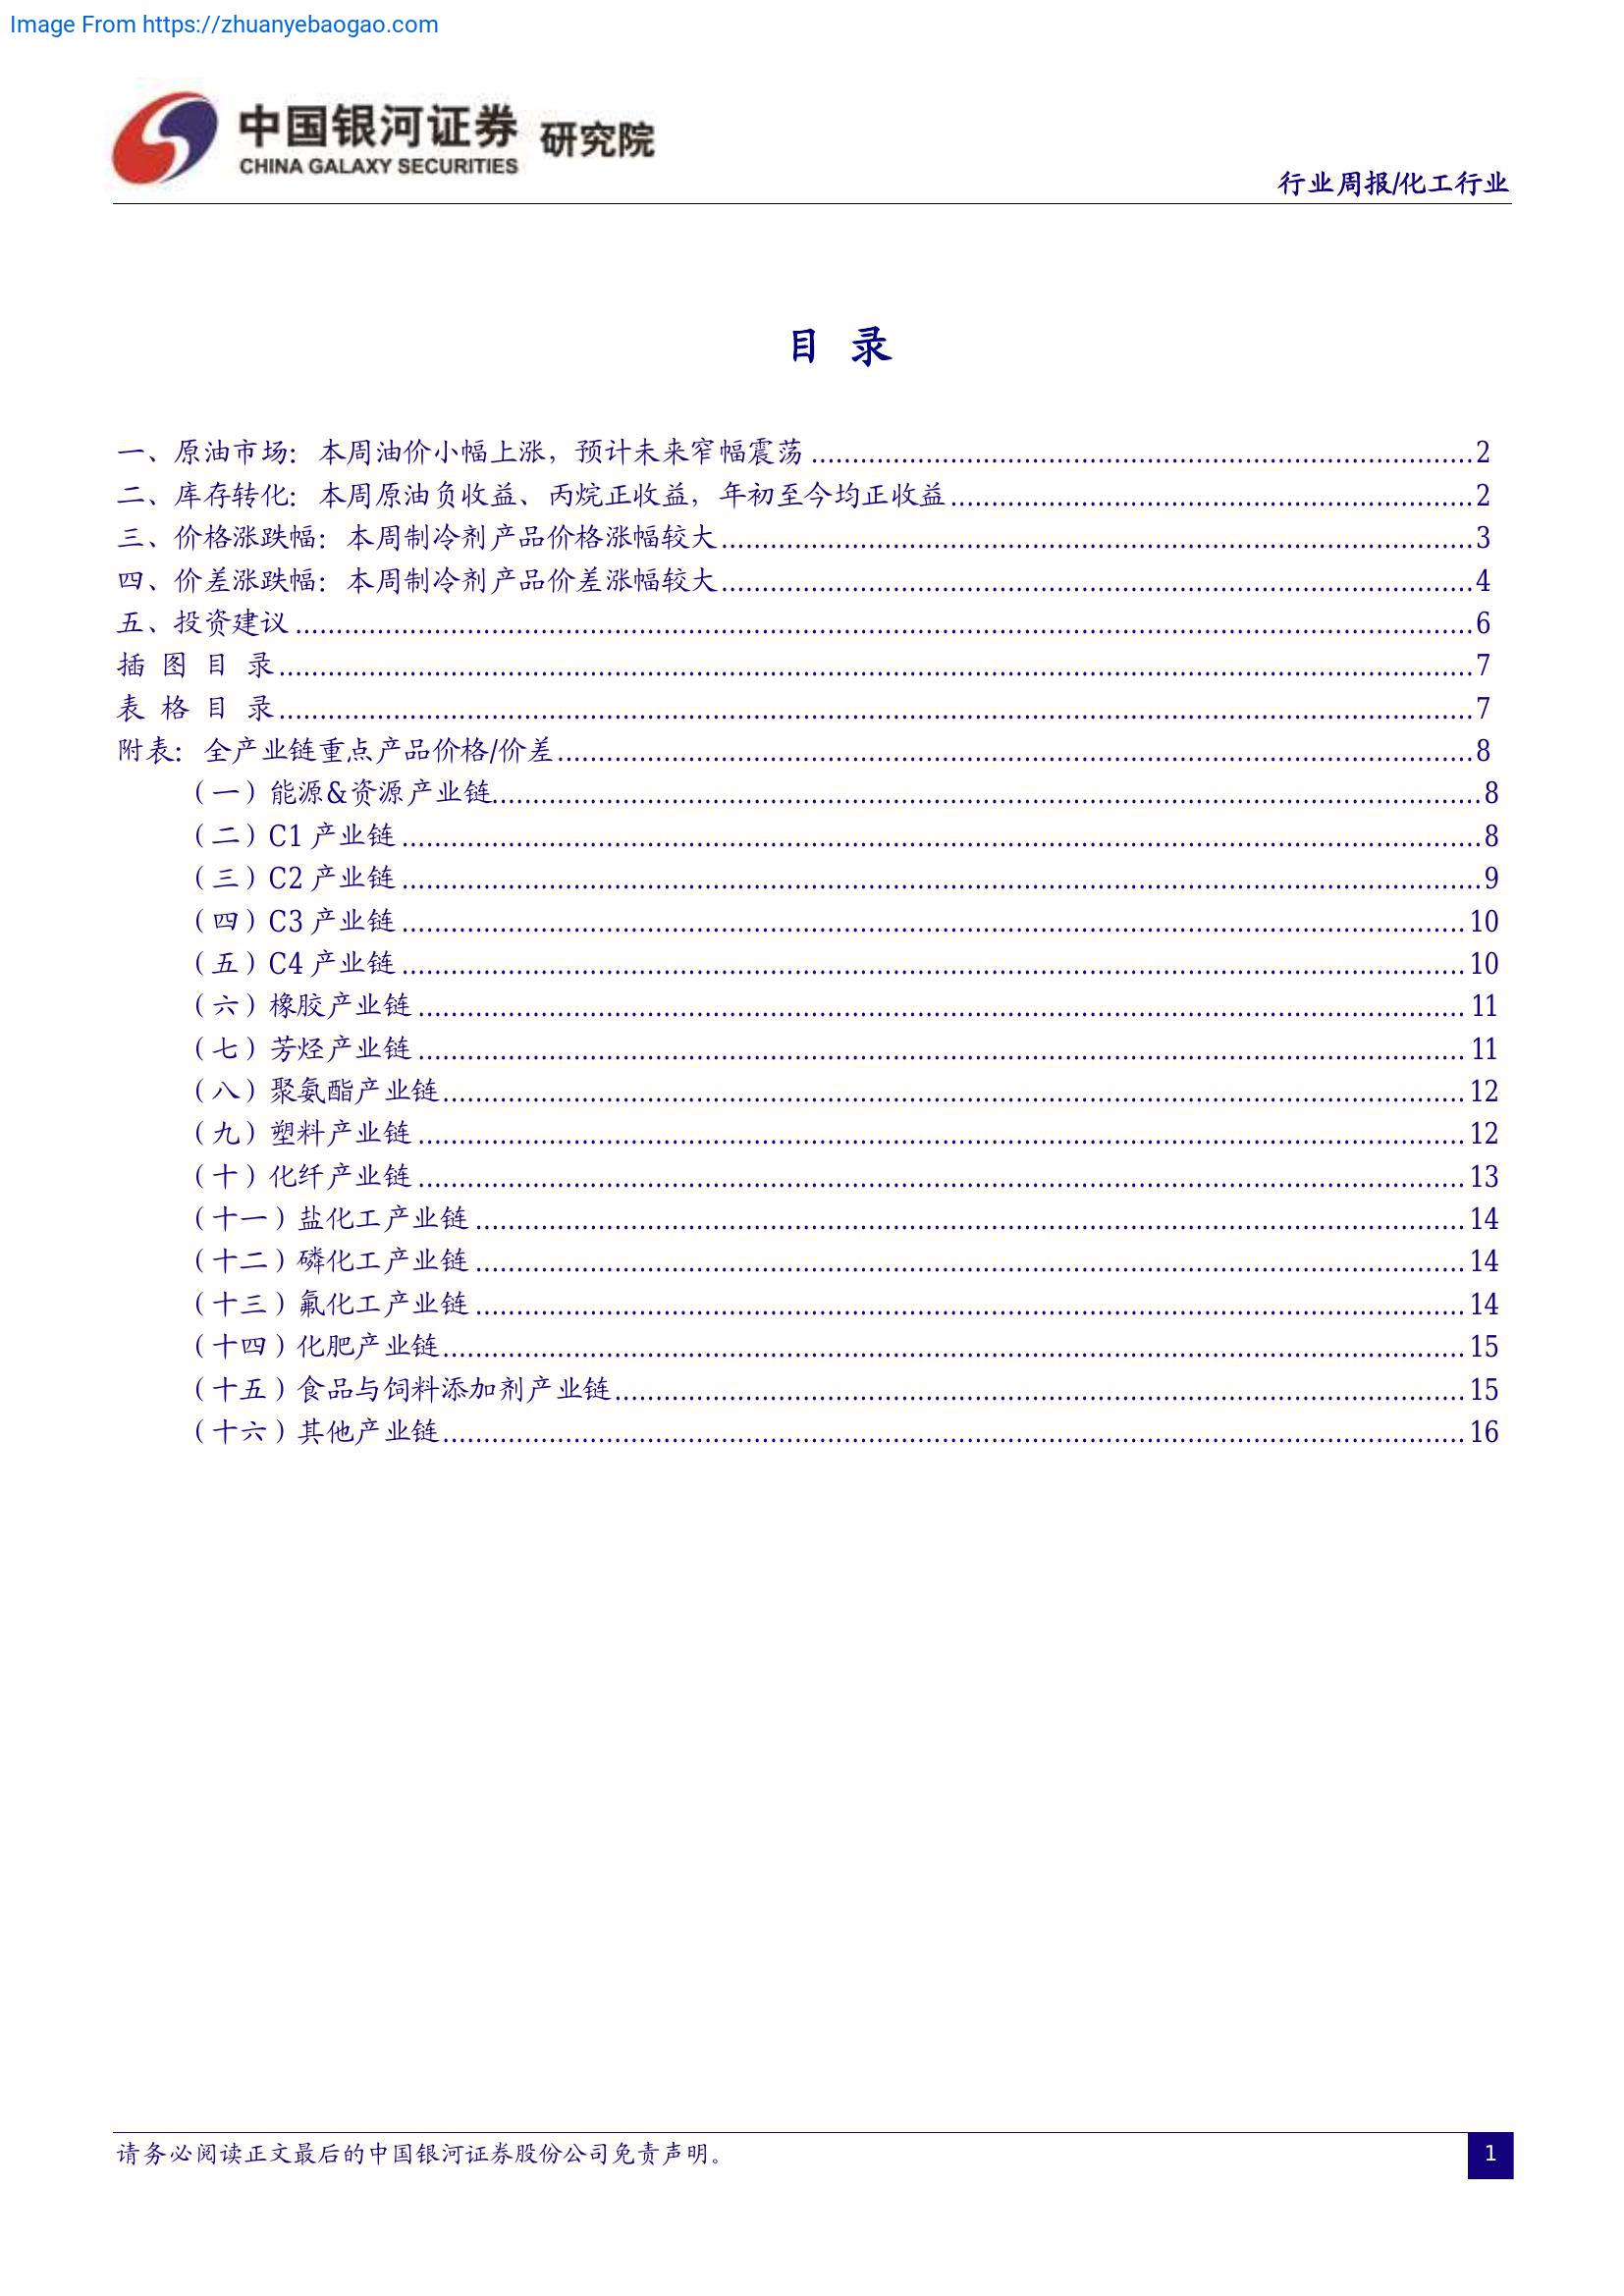 Image From https://zhuanyebaogao.com
中国银河证券 研究院
CHINA GALAXY SECURITIES
行业周报/化工行业
目 录
一、原油市场：本周油价小幅上涨，预计未来窄幅震荡 2
二、库存转化：本周原油负收益、丙烷正收益，年初至今均正收益 2
三、价格涨跌幅：本周制冷剂产品价格涨幅较大 3
四、价差涨跌幅：本周制冷剂产品价差涨幅较大 4
五、投资建议 6
插 图 目 录 7
表 格 目 录 7
附表：全产业链重点产品价格/价差 8
（一）能源&资源产业链 8
（二）C1 产业链 8
（三）C2 产业链 9
（四）C3 产业链 10
（五）C4 产业链 10
（六）橡胶产业链 11
（七）芳烃产业链 11
（八）聚氨酯产业链 12
（九）塑料产业链 12
（十）化纤产业链 13
（十一）盐化工产业链 14
（十二）磷化工产业链 14
（十三）氟化工产业链 14
（十四）化肥产业链 15
（十五）食品与饲料添加剂产业链 15
（十六）其他产业链 16
请务必阅读正文最后的中国银河证券股份公司免责声明。
1